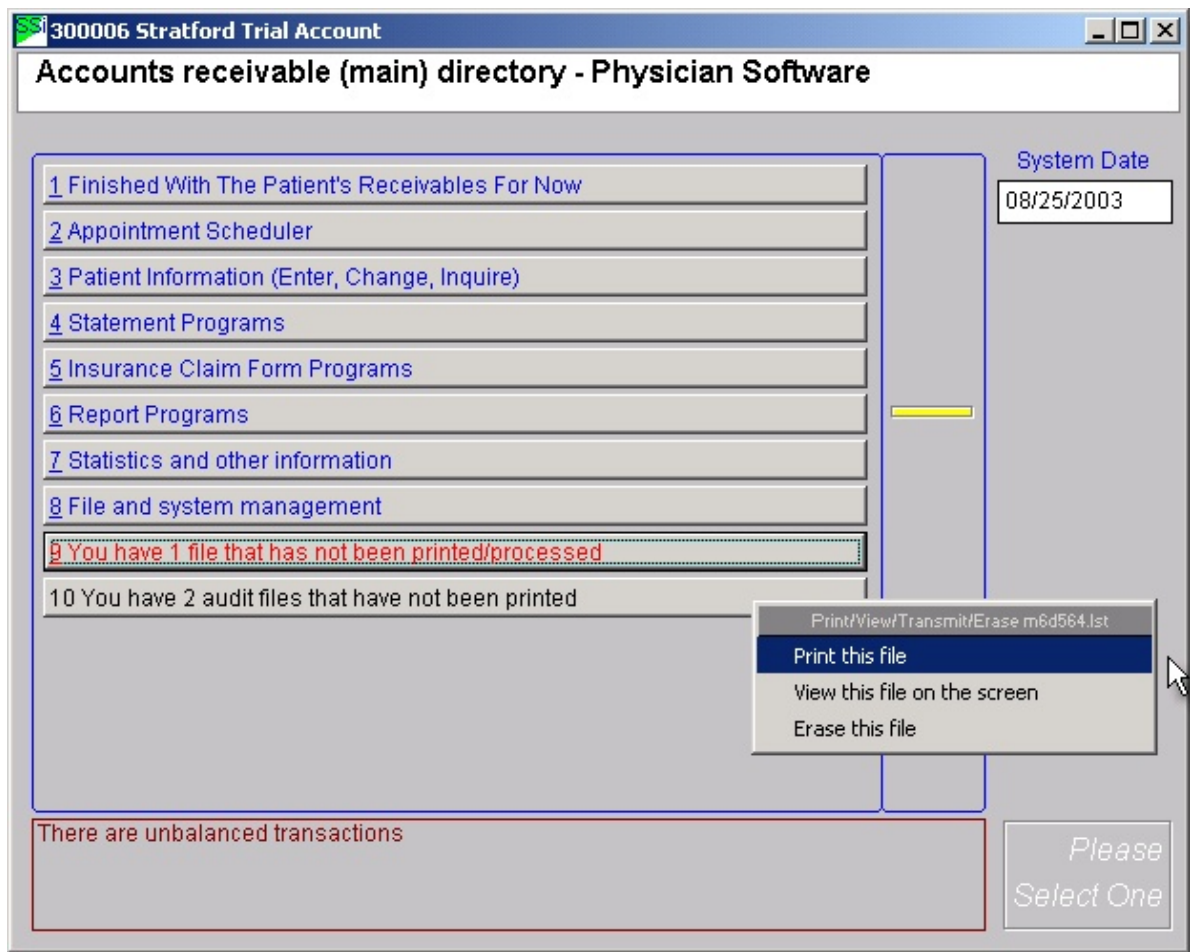 SSi 300006 Stratford Trial Account
Accounts receivable (main) directory - Physician Software
System Date
08/25/2003
1 Finished With The Patient's Receivables For Now
2 Appointment Scheduler
3 Patient Information (Enter, Change, Inquire)
4 Statement Programs
5 Insurance Claim Form Programs
6 Report Programs
7 Statistics and other information
8 File and system management
9 You have 1 file that has not been printed/processed
10 You have 2 audit files that have not been printed
Print/View/Transmit/Erase m6d564.lst
Print this file
View this file on the screen
Erase this file
There are unbalanced transactions
Please
Select One